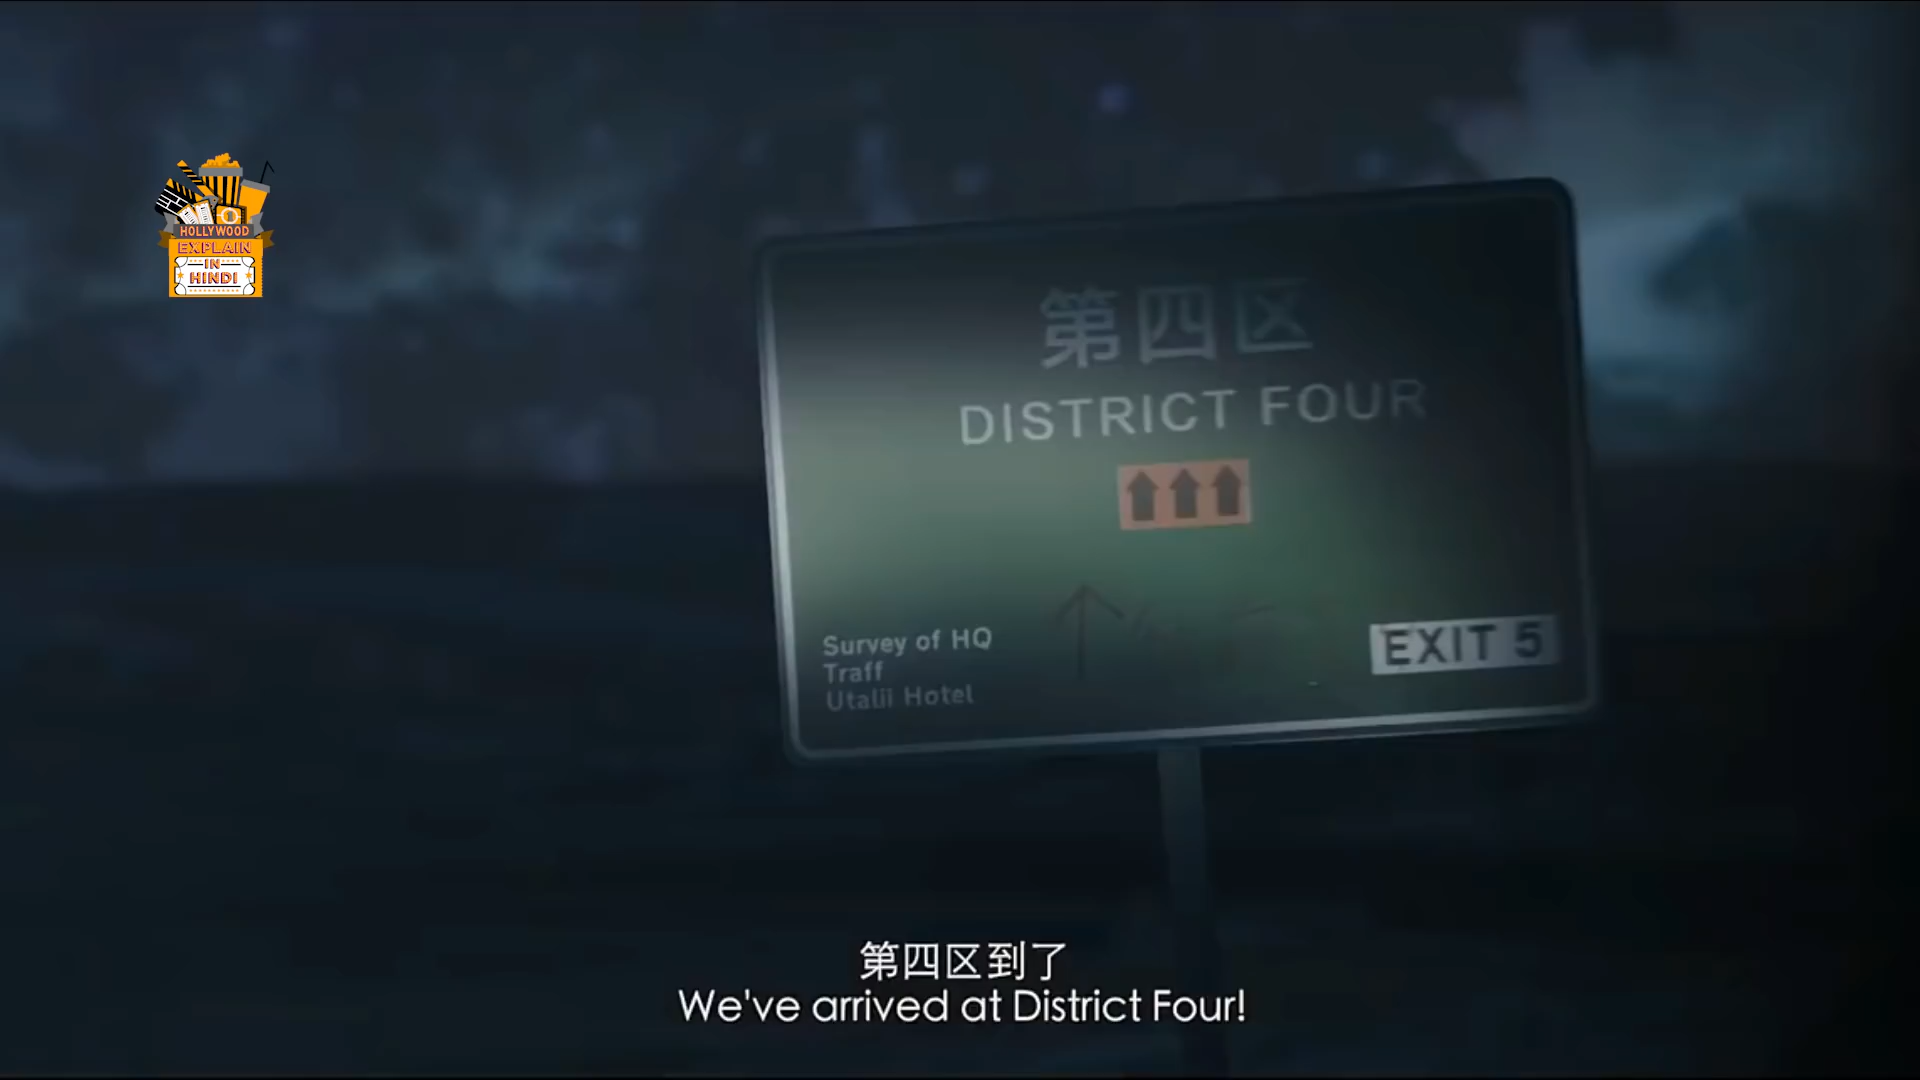 HOLLYWOOD
EXPLAIN
IN
HINDI
第四区
DISTRICT FOUR
Survey of HQ
Traff
Utalii Hotel
EXIT 5
第四区到了
We've arrived at District Four!